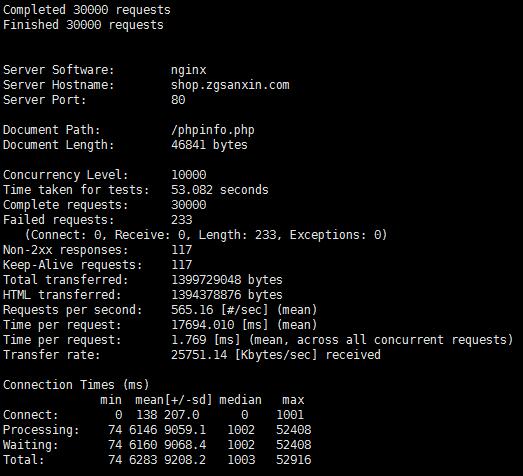 Completed 30000 requests
Finished 30000 requests
Server Software: nginx
Server Hostname: shop.zgsanxin.com
Server Port: 80
Document Path: /phpinfo.php
Document Length: 46841 bytes
Concurrency Level: 10000
Time taken for tests: 53.082 seconds
Complete requests: 30000
Failed requests: 233
(Connect: 0, Receive: 0, Length: 233, Exceptions: 0)
Non-2xx responses: 117
Keep-Alive requests: 117
Total transferred: 1399729048 bytes
HTML transferred: 1394378876 bytes
Requests per second: 565.16 [#/sec] (mean)
Time per request: 17694.010 [ms] (mean)
Time per request: 1.769 [ms] (mean, across all concurrent requests)
Transfer rate: 25751.14 [Kbytes/sec] received
Connection Times (ms)
min mean[+/-sd] median max
Connect: 0 138 207.0 0 1001
Processing: 74 6146 9059.1 1002 52408
Waiting: 74 6160 9068.4 1002 52408
Total: 74 6283 9208.2 1003 52916